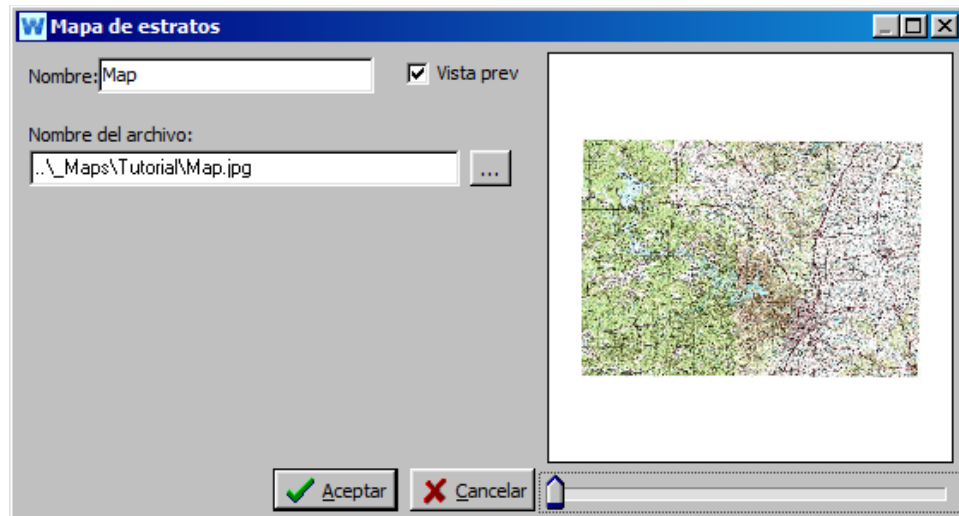 W Mapa de estratos
Nombre: Map
Vista prev
Nombre del archivo:
..\_Maps\Tutorial\Map.jpg
...
Aceptar
Cancelar